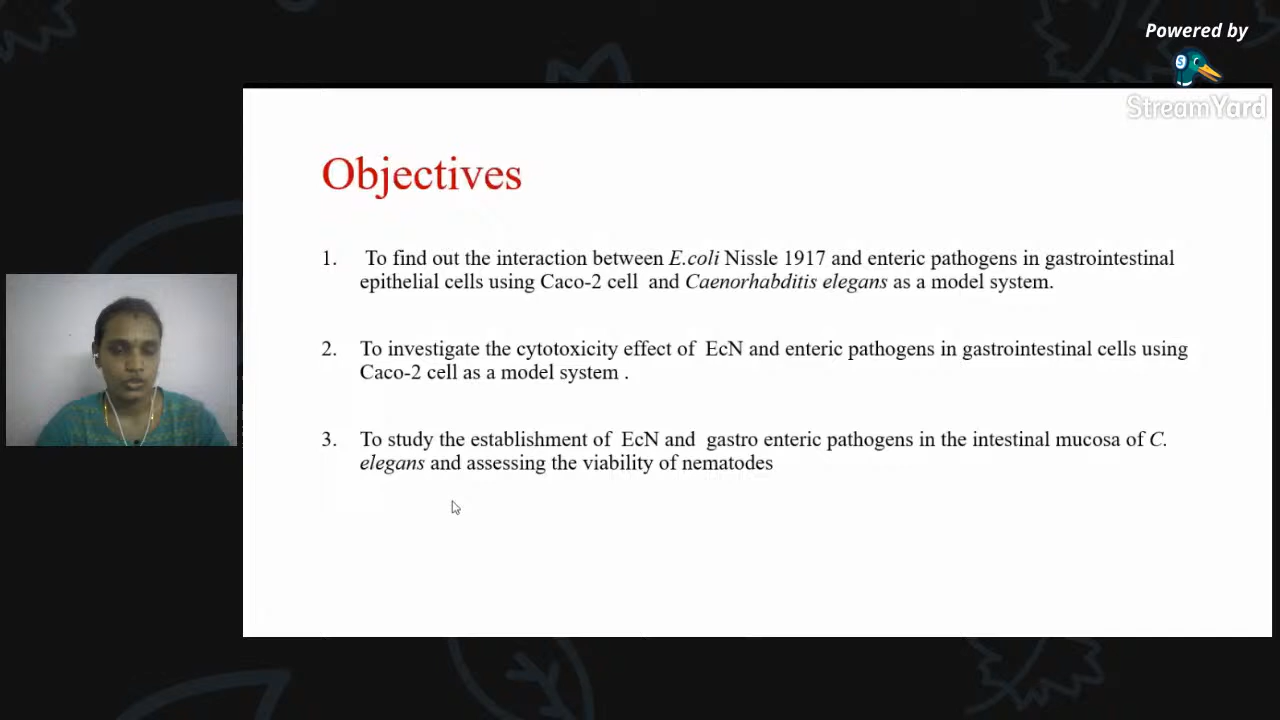 Powered by
StreamYard
Objectives
1. To find out the interaction between E.coli Nissle 1917 and enteric pathogens in gastrointestinal
epithelial cells using Caco-2 cell and Caenorhabditis elegans as a model system.
2. To investigate the cytotoxicity effect of EcN and enteric pathogens in gastrointestinal cells using
Caco-2 cell as a model system .
3. To study the establishment of EcN and gastro enteric pathogens in the intestinal mucosa of C.
elegans and assessing the viability of nematodes